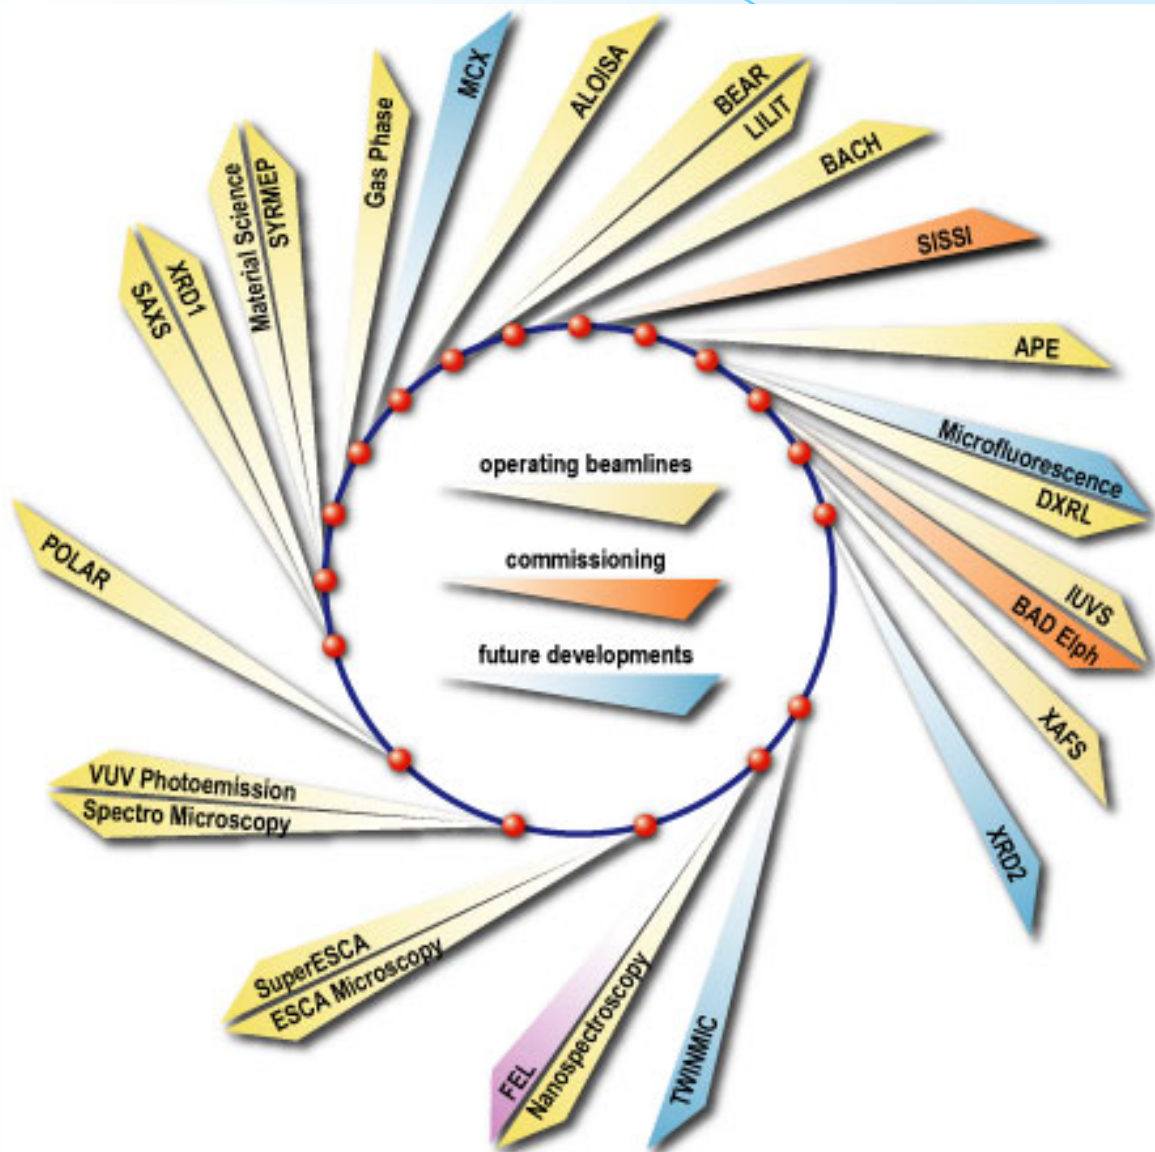 MCX
ALOISA
BEAR
LILIT
BACH
SISSI
APE
Microfluorescence
DXRL
IUVS
BAD Elph
XAFS
XRD2
TWINMIC
Nanospectroscopy
FEL
ESCA Microscopy
SuperESCA
Spectro Microscopy
VUV Photoemission
POLAR
SAXS
XRD1
Material Science
SYRMEP
Gas Phase
operating beamlines
commissioning
future developments